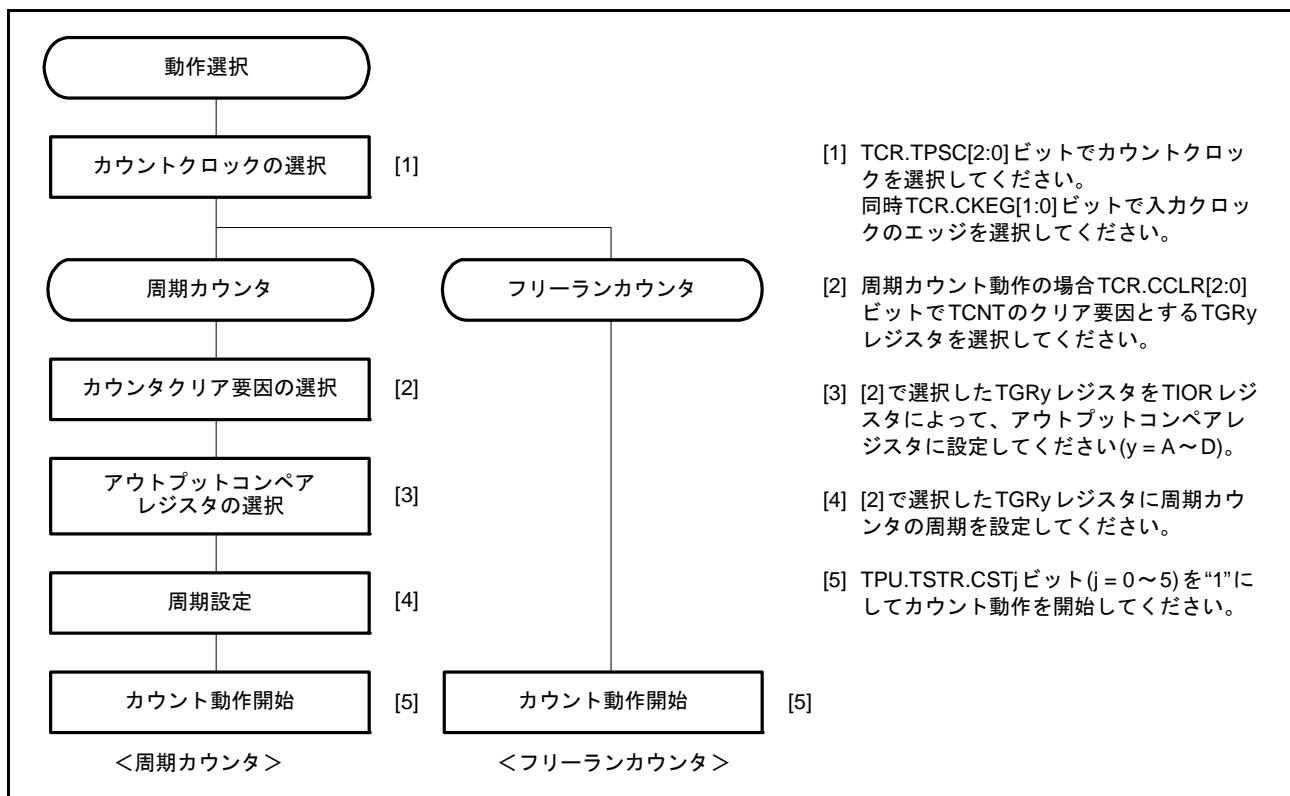 動作選択
カウントクロックの選択 [1]
周期カウンタ
フリーランカウンタ
カウンタクリア要因の選択 [2]
アウトプットコンペア
レジスタの選択 [3]
周期設定 [4]
カウント動作開始 [5]
カウント動作開始 [5]
＜周期カウンタ＞
＜フリーランカウンタ＞
[1] TCR.TPSC[2:0]ビットでカウントクロッ
クを選択してください。
同時TCR.CKEG[1:0]ビットで入力クロッ
クのエッジを選択してください。
[2] 周期カウント動作の場合TCR.CCLR[2:0]
ビットでTCNTのクリア要因とするTGRy
レジスタを選択してください。
[3] [2]で選択したTGRyレジスタをTIORレジ
スタによって、アウトプットコンペアレ
ジスタに設定してください(y = A～D)。
[4] [2]で選択したTGRyレジスタに周期カウ
ンタの周期を設定してください。
[5] TPU.TSTR.CSTjビット(j = 0～5)を“1”に
してカウント動作を開始してください。